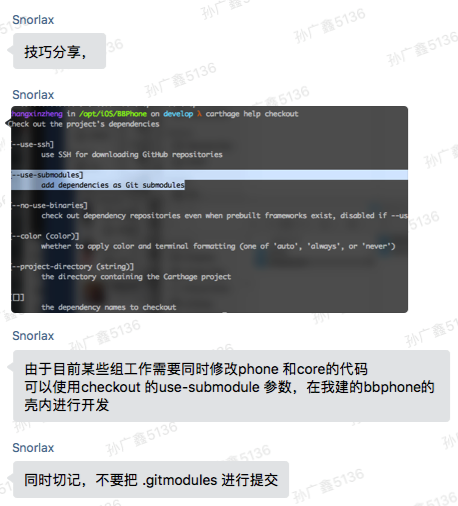 Snorlax
技巧分享，
Snorlax
hangxinzheng in /opt/iOS/BBPhone on develop λ carthage help checkout
Check out the project's dependencies
[--use-ssh]
use SSH for downloading GitHub repositories
[--use-submodules]
add dependencies as Git submodules
[--no-use-binaries]
check out dependency repositories even when prebuilt frameworks exist, disabled if --us
[--color (color)]
whether to apply color and terminal formatting (one of 'auto', 'always', or 'never')
[--project-directory (string)]
the directory containing the Carthage project
[[]]
the dependency names to checkout
Snorlax
由于目前某些组工作需要同时修改phone 和core的代码
可以使用checkout 的use-submodule 参数，在我建的bbphone的
壳内进行开发
Snorlax
同时切记，不要把 .gitmodules 进行提交
孙广鑫5136